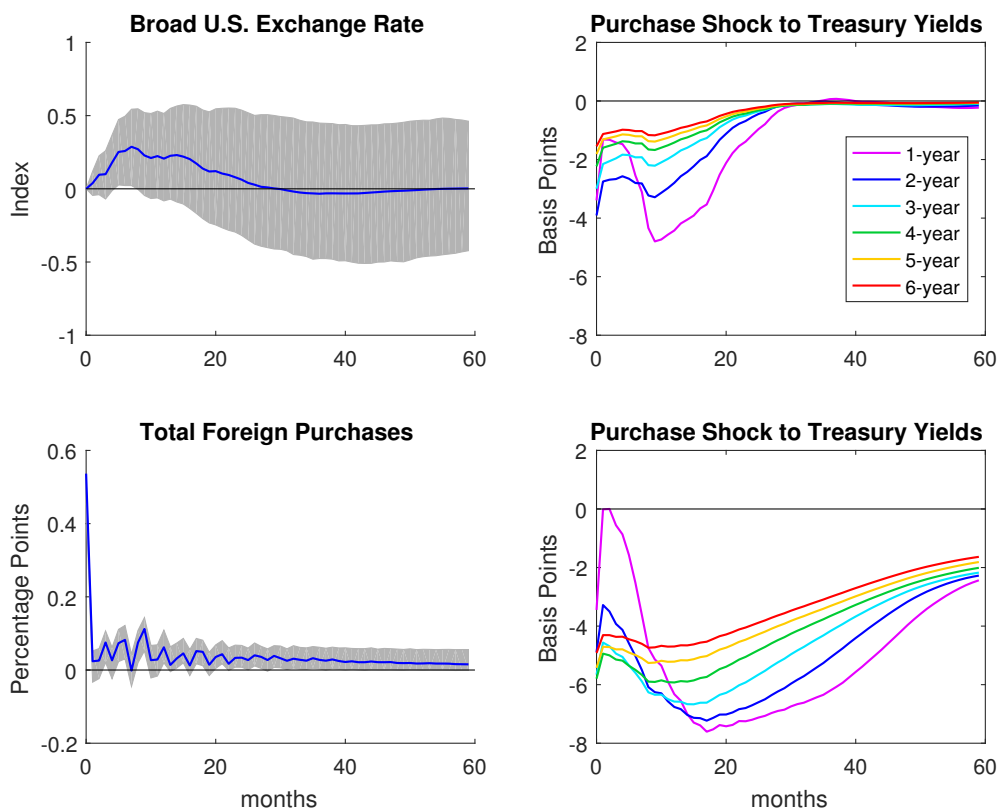 Broad U.S. Exchange Rate
1
0.5
0
-0.5
-1
Index
0 20 40 60
Purchase Shock to Treasury Yields
2
0
-2
-4
-6
-8
Basis Points
1-year
2-year
3-year
4-year
5-year
6-year
0 20 40 60
Total Foreign Purchases
0.6
0.4
0.2
0
-0.2
Percentage Points
0 20 40 60
months
Purchase Shock to Treasury Yields
2
0
-2
-4
-6
-8
Basis Points
0 20 40 60
months